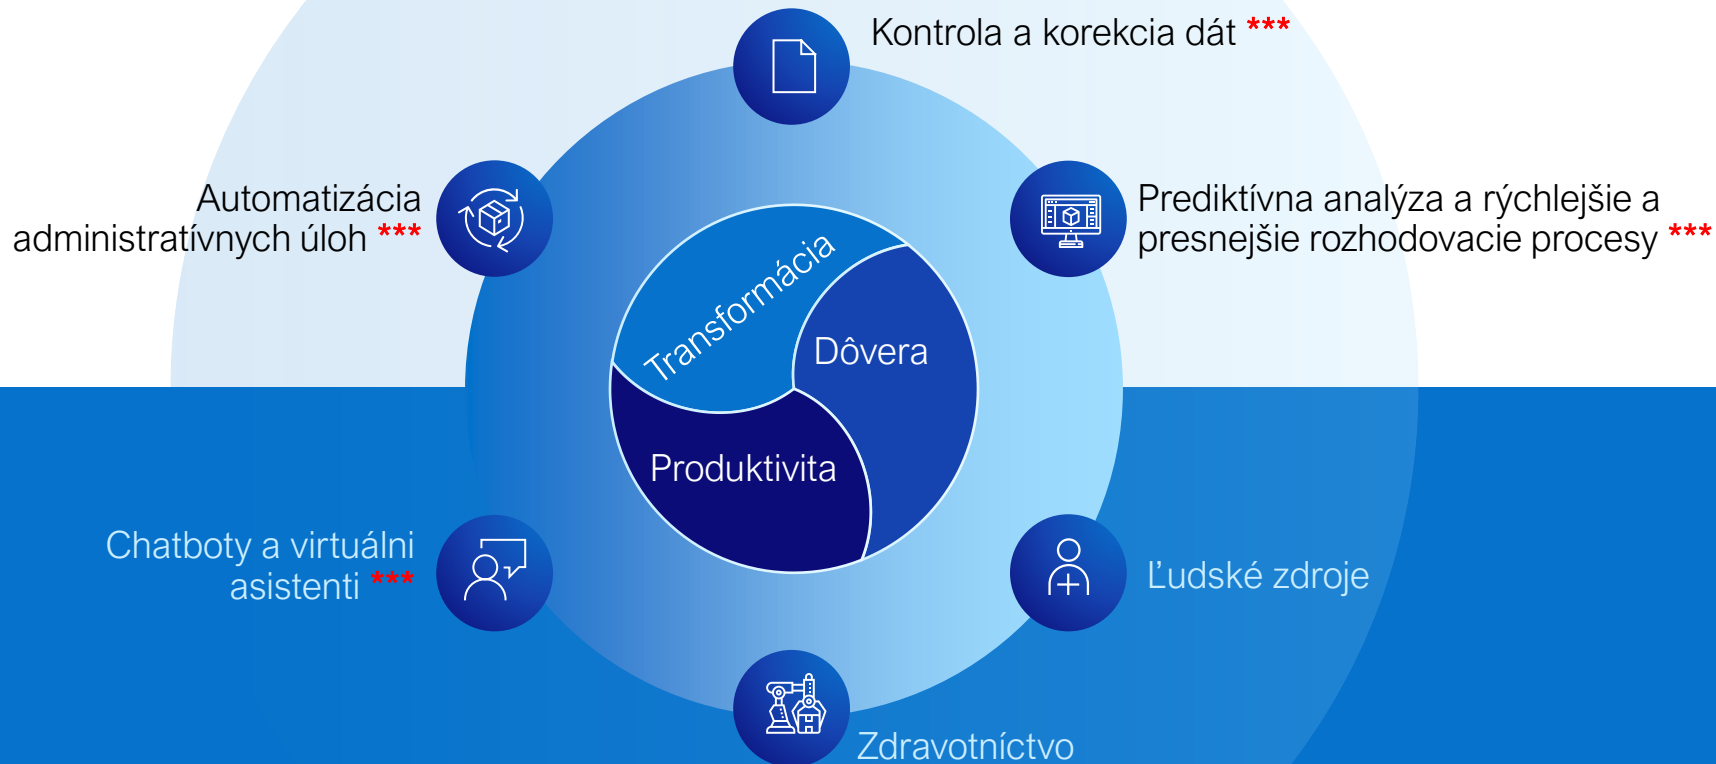 Kontrola a korekcia dát ***
Automatizácia
administratívnych úloh ***
Prediktívna analýza a rýchlejšie a
presnejšie rozhodovacie procesy ***
Transformácia
Dôvera
Produktivita
Chatboty a virtuálni
asistenti ***
Ľudské zdroje
Zdravotníctvo